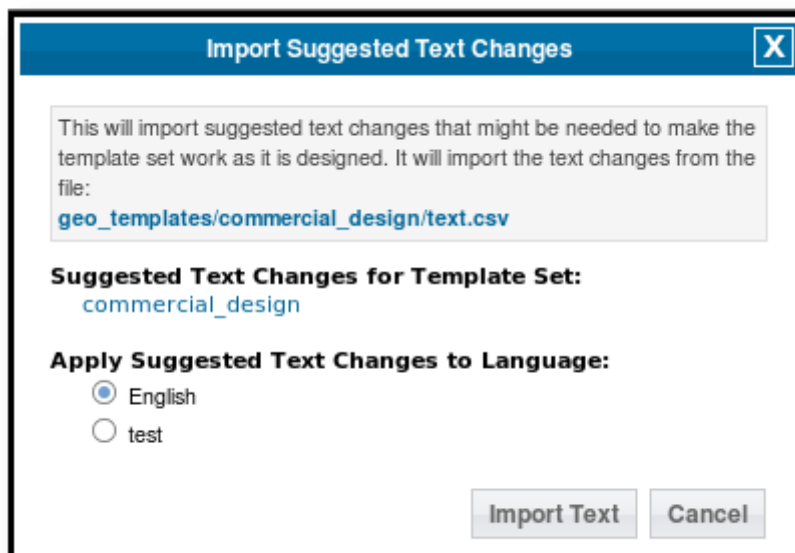 Import Suggested Text Changes
X
This will import suggested text changes that might be needed to make the
template set work as it is designed. It will import the text changes from the
file:
geo_templates/commercial_design/text.csv
Suggested Text Changes for Template Set:
commercial_design
Apply Suggested Text Changes to Language:
English
test
Import Text
Cancel